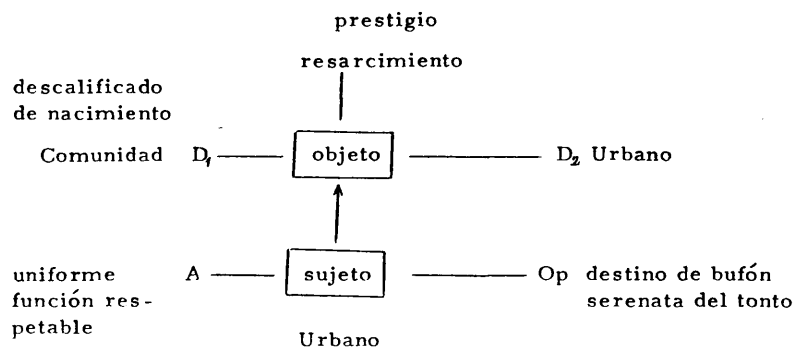 prestigio
resarcimiento
descalificado
de nacimiento
Comunidad D₁ objeto D₂ Urbano
uniforme A sujeto Op destino de bufón
función res- serenata del tonto
petable
Urbano